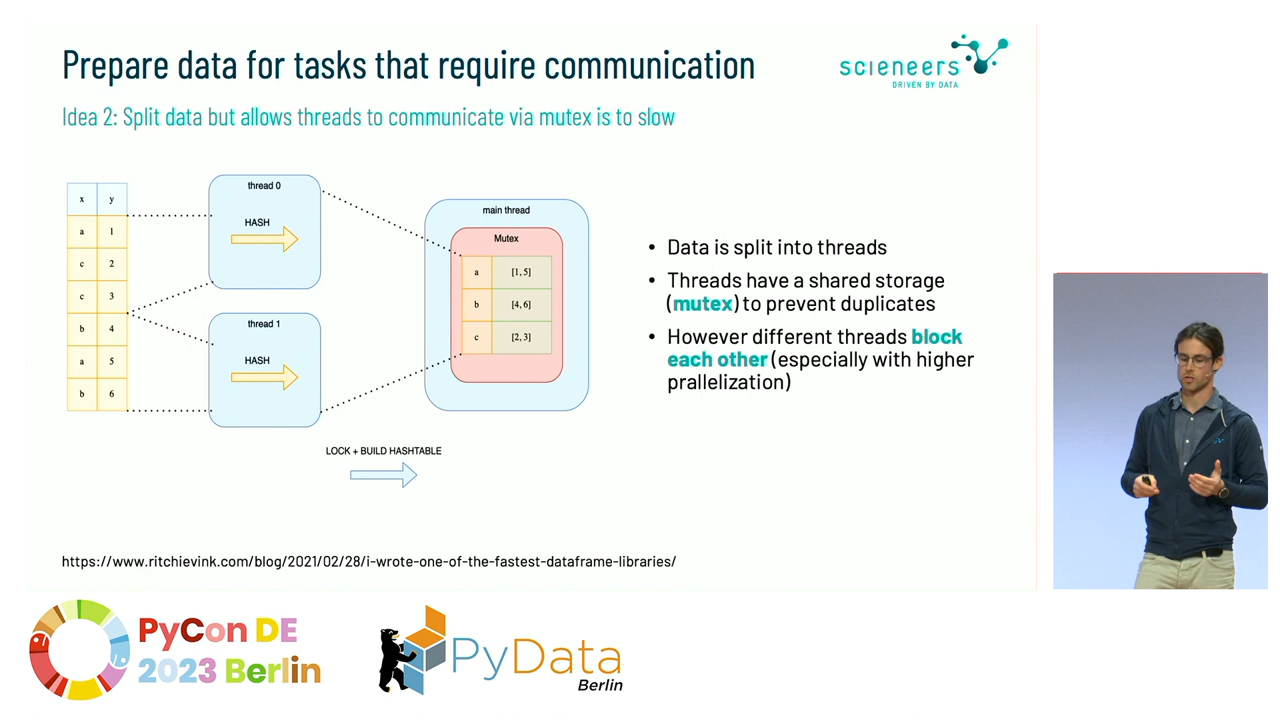 Prepare data for tasks that require communication
scieneers
DRIVEN BY DATA
Idea 2: Split data but allows threads to communicate via mutex is to slow
x y
a 1
c 2
c 3
b 4
a 5
b 6
thread 0
HASH
thread 1
HASH
main thread
Mutex
a [1, 5]
b [4, 6]
c [2, 3]
LOCK + BUILD HASHTABLE
• Data is split into threads
• Threads have a shared storage
(mutex) to prevent duplicates
• However different threads block
each other (especially with higher
prallelization)
https://www.ritchievink.com/blog/2021/02/28/i-wrote-one-of-the-fastest-dataframe-libraries/
PyCon DE
2023 Berlin
PyData
Berlin